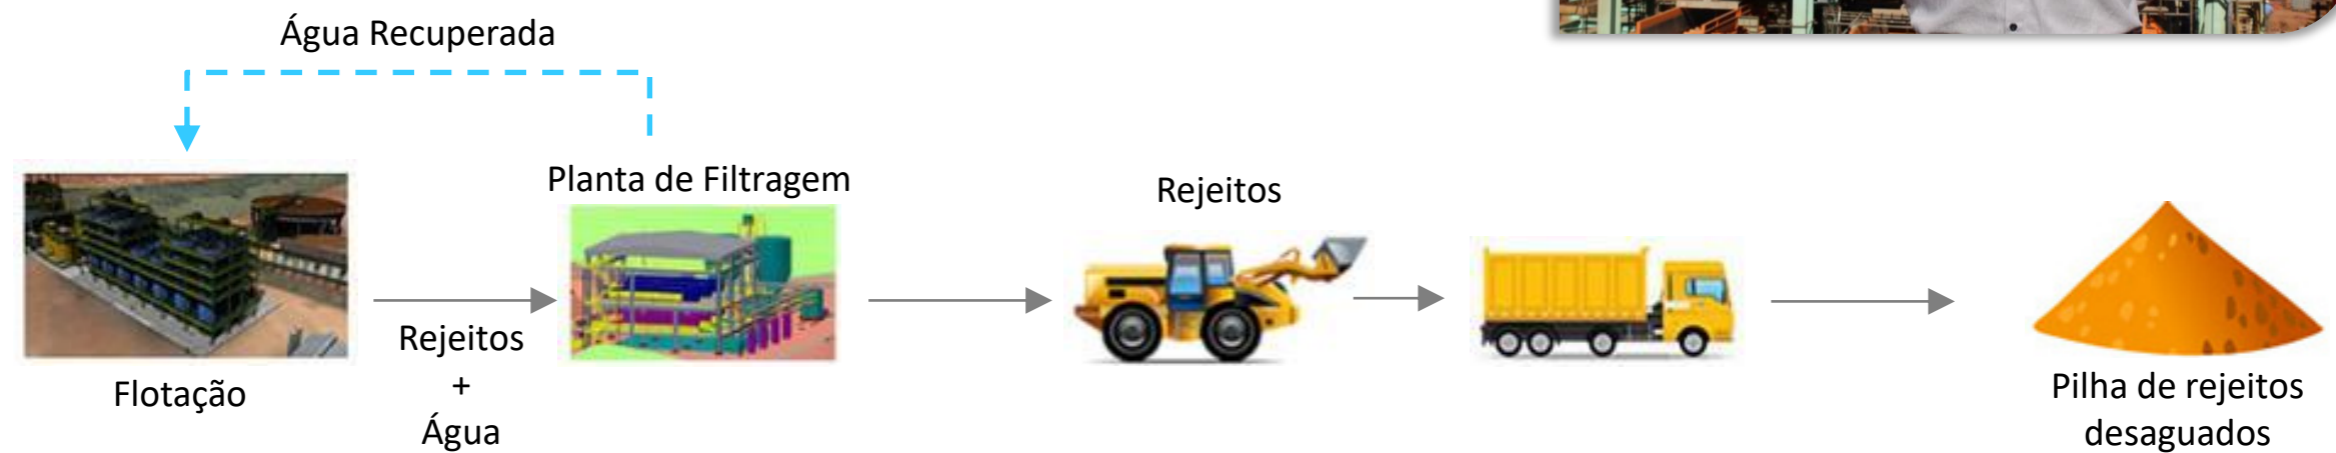 Água Recuperada
Planta de Filtragem
Rejeitos
Rejeitos
+
Água
Flotação
Pilha de rejeitos
desaguados